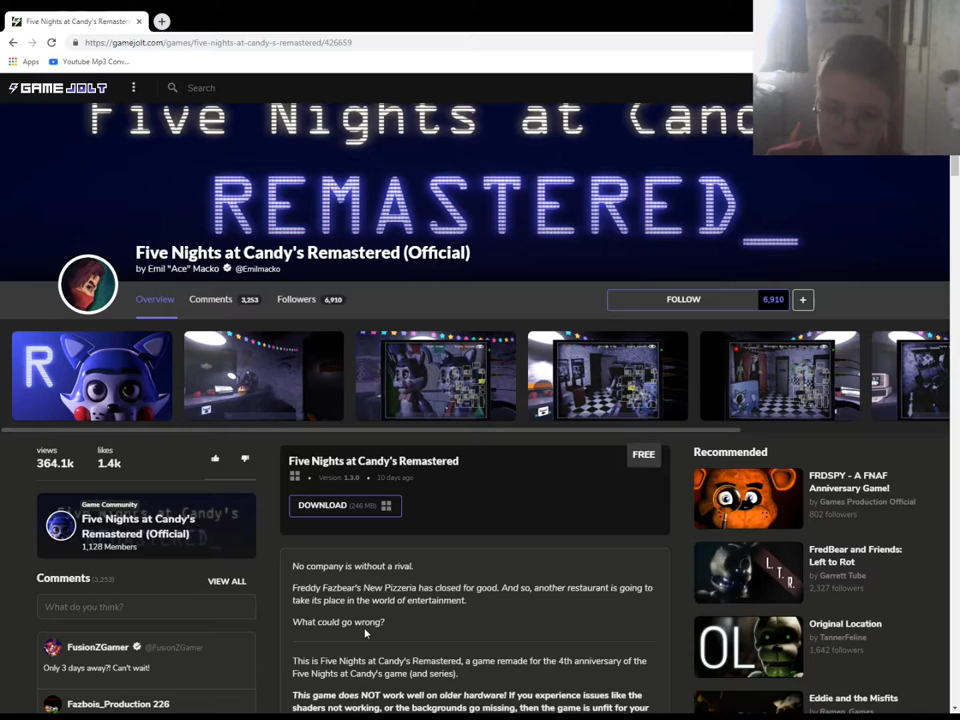 Five Nights at Candy's Remastere
https://gamejolt.com/games/five-nights-at-candy-s-remastered/426659
Apps Youtube Mp3 Conv...
GAME JOLT Search
Five Nights at Cand
REMASTERED_
Five Nights at Candy's Remastered (Official)
by Emil "Ace" Macko @Emilmacko
Overview Comments 3,253 Followers 6,910 FOLLOW 6,910 +
R
views likes
364.1k 1.4k
Game Community
Five Nights at Candy's
Remastered (Official)
1,128 Members
Comments (3,253) VIEW ALL
What do you think?
FusionZGamer @FusionZGamer
Only 3 days away?! Can't wait!
Fazbois_Production 226
Five Nights at Candy's Remastered FREE
Version: 1.3.0 • 10 days ago
DOWNLOAD (246 MB)
No company is without a rival.
Freddy Fazbear's New Pizzeria has closed for good. And so, another restaurant is going to
take its place in the world of entertainment.
What could go wrong?
This is Five Nights at Candy's Remastered, a game remade for the 4th anniversary of the
Five Nights at Candy's game (and series).
This game does NOT work well on older hardware! If you experience issues like the
shaders not working, or the backgrounds go missing, then the game is unfit for your
Recommended
FRDSPY - A FNAF
Anniversary Game!
by Games Production Official
802 followers
L.T.R.
FredBear and Friends:
Left to Rot
by Garrett Tube
2,327 followers
OL
Original Location
by TannerFeline
1,642 followers
Eddie and the Misfits
by Ramen_Games